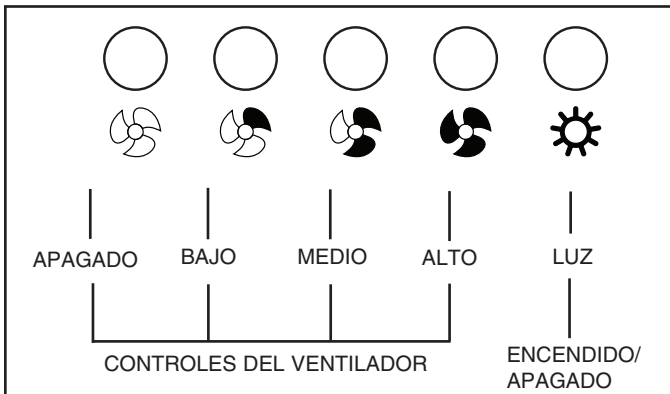 APAGADO BAJO MEDIO ALTO LUZ
CONTROLES DEL VENTILADOR
ENCENDIDO/
APAGADO